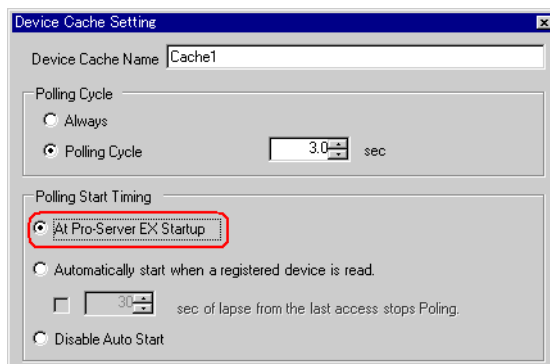 Device Cache Setting
Device Cache Name Cache1
Polling Cycle
Always
Polling Cycle 3.0 sec
Polling Start Timing
At Pro-Server EX Startup
Automatically start when a registered device is read.
30 sec of lapse from the last access stops Poling.
Disable Auto Start